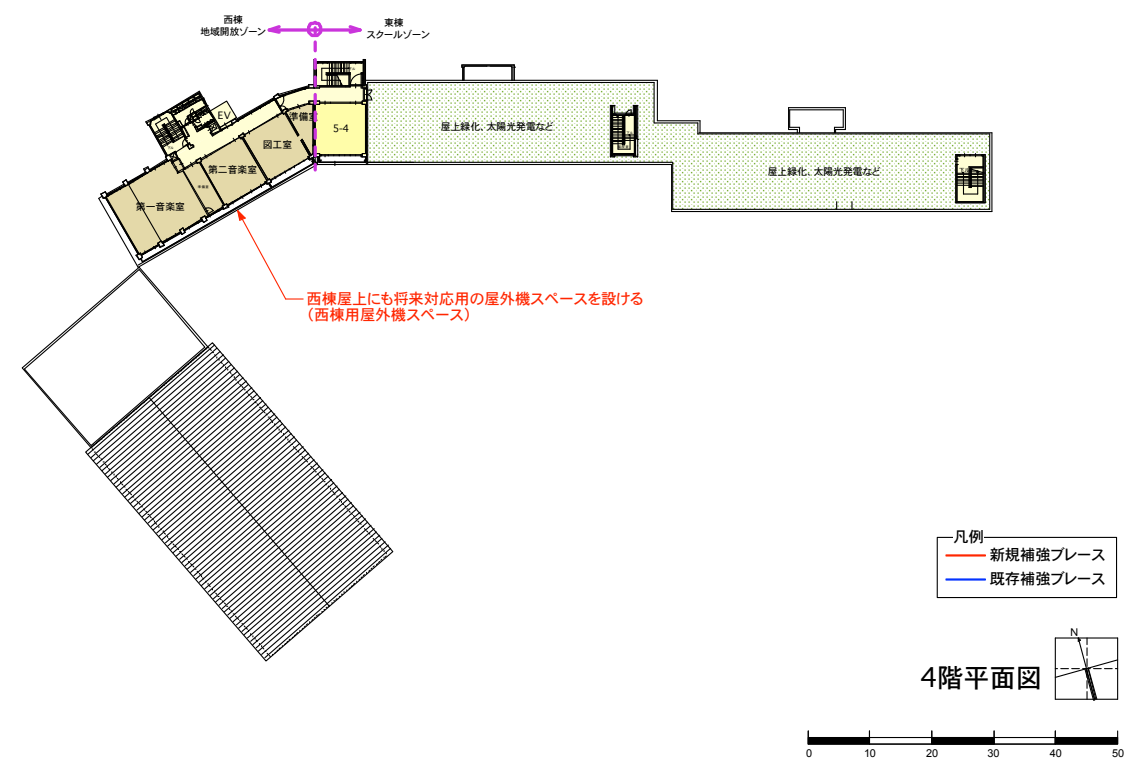 西棟
地域開放ゾーン
東棟
スクールゾーン
EV
準備室
5-4
図工室
第二音楽室
第一音楽室
屋上緑化、太陽光発電など
屋上緑化、太陽光発電など
西棟屋上にも将来対応用の屋外機スペースを設ける
（西棟用屋外機スペース）
凡例
新規補強ブレース
既存補強ブレース
N
4階平面図
0 10 20 30 40 50